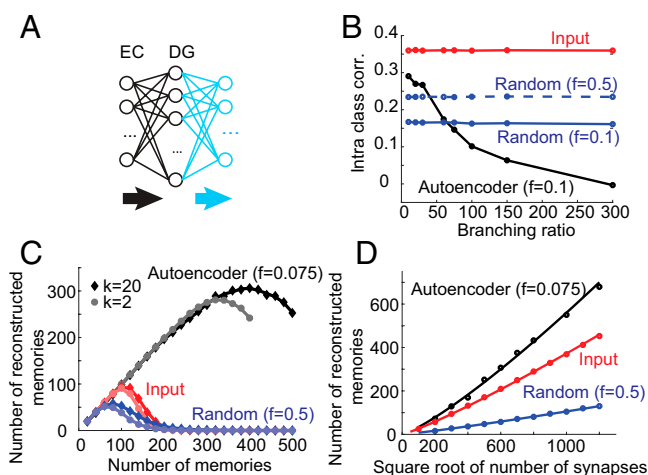 A
EC
DG
...
...
...
B
Intra class corr.
0.4
0.3
0.2
0.1
0
Input
Random (f=0.5)
Random (f=0.1)
Autoencoder (f=0.1)
0
50
100
150
200
250
300
Branching ratio
C
Number of reconstructed
memories
300
200
100
0
k=20
k=2
Autoencoder (f=0.075)
Input
Random (f=0.5)
0
100
200
300
400
500
Number of memories
D
Number of reconstructed
memories
600
400
200
0
Autoencoder (f=0.075)
Input
Random (f=0.5)
200
600
1000
Square root of number of synapses